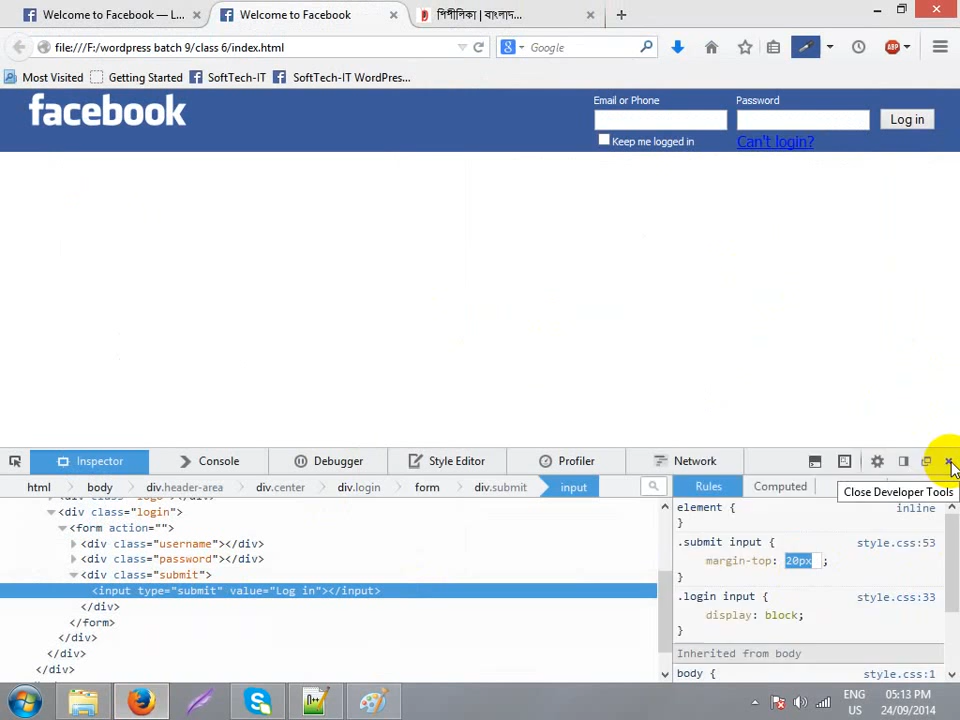 Welcome to Facebook — L...
Welcome to Facebook
পিপীলিকা | বাংলাদ...
file:///F:/wordpress batch 9/class 6/index.html
Google
Most Visited
Getting Started
SoftTech-IT
SoftTech-IT WordPres...
facebook
Email or Phone
Password
Log in
Keep me logged in
Can't login?
Inspector
Console
Debugger
Style Editor
Profiler
Network
html
body
div.header-area
div.center
div.login
form
div.submit
input
Rules
Computed
Close Developer Tools
<div class="login">
<form action="">
<div class="username"></div>
<div class="password"></div>
<div class="submit">
<input type="submit" value="Log in"></input>
</div>
</form>
</div>
</div>
</div>
element { inline
}
.submit input { style.css:53
margin-top: 20px ;
}
.login input { style.css:33
display: block;
}
Inherited from body
body { style.css:1
ENG 05:13 PM
US 24/09/2014